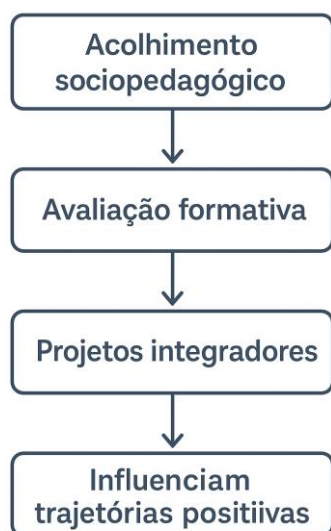 Acolhimento
sociopedagógico
Avaliação formativa
Projetos integradores
Influenciam
trajetórias positiivas